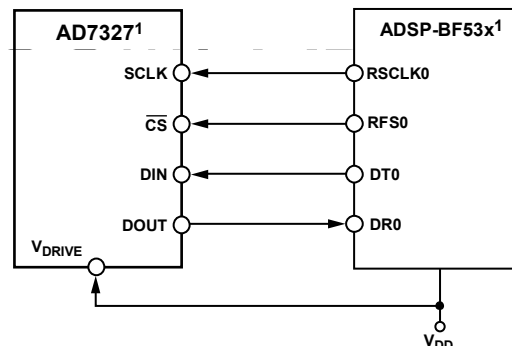 AD7327¹
ADSP-BF53x¹
SCLK
RSCLK0
CS
RFS0
DIN
DT0
DOUT
DR0
VDRIVE
VDD